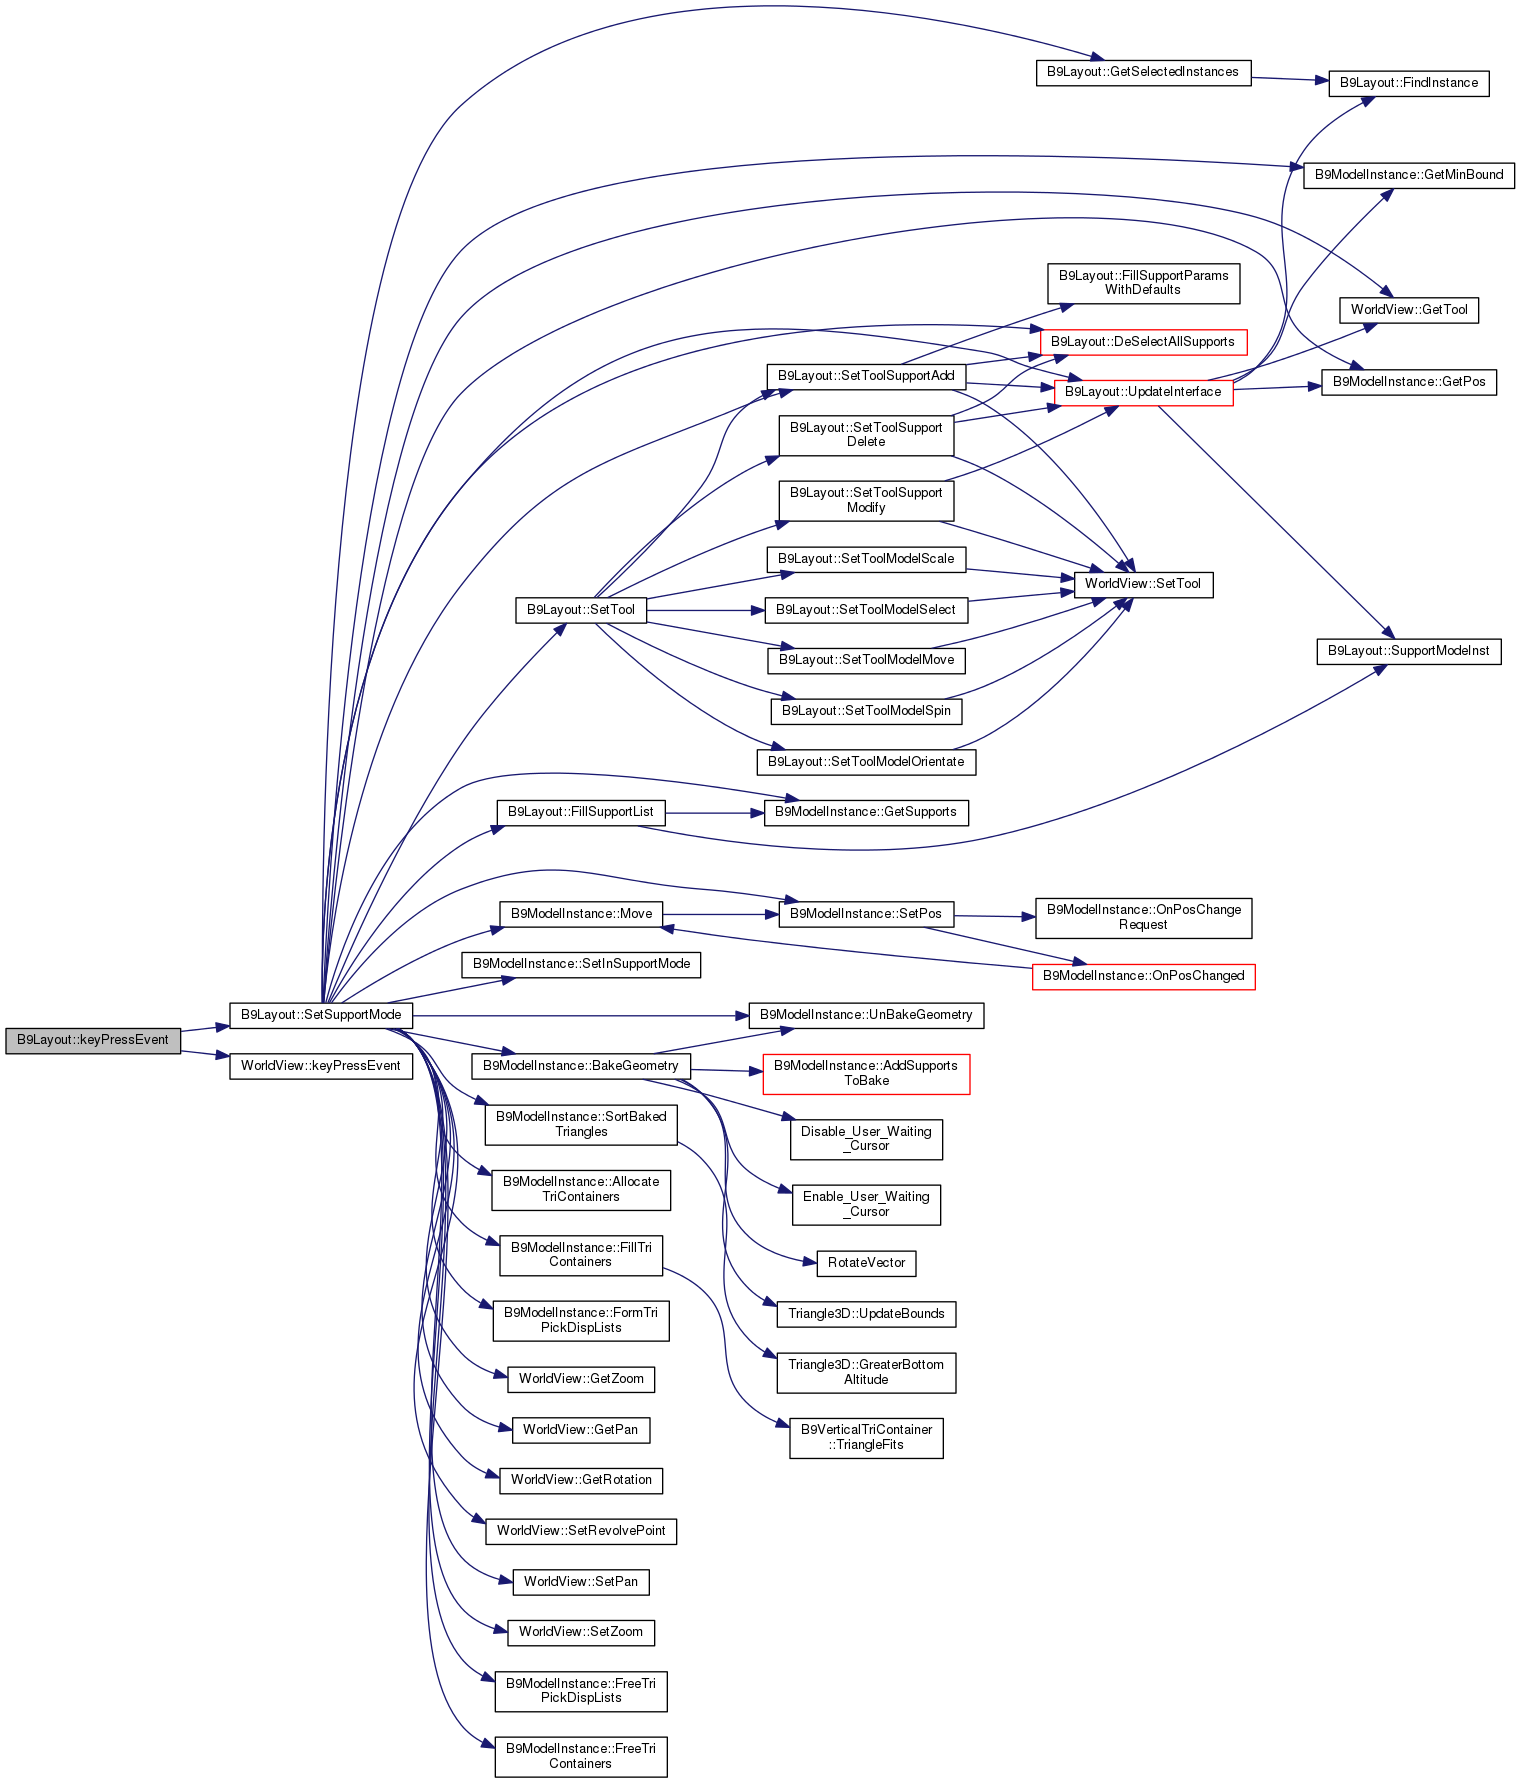 B9Layout::GetSelectedInstances
B9Layout::FindInstance
B9ModelInstance::GetMinBound
B9Layout::FillSupportParams
WithDefaults
WorldView::GetTool
B9Layout::DeSelectAllSupports
B9Layout::SetToolSupportAdd
B9ModelInstance::GetPos
B9Layout::UpdateInterface
B9Layout::SetToolSupport
Delete
B9Layout::SetToolSupport
Modify
B9Layout::SetToolModelScale
WorldView::SetTool
B9Layout::SetTool
B9Layout::SetToolModelSelect
B9Layout::SupportModeInst
B9Layout::SetToolModelMove
B9Layout::SetToolModelSpin
B9Layout::SetToolModelOrientate
B9Layout::FillSupportList
B9ModelInstance::GetSupports
B9ModelInstance::Move
B9ModelInstance::SetPos
B9ModelInstance::OnPosChange
Request
B9ModelInstance::SetInSupportMode
B9ModelInstance::OnPosChanged
B9Layout::SetSupportMode
B9ModelInstance::UnBakeGeometry
B9Layout::keyPressEvent
WorldView::keyPressEvent
B9ModelInstance::BakeGeometry
B9ModelInstance::AddSupports
ToBake
B9ModelInstance::SortBaked
Triangles
Disable_User_Waiting
_Cursor
B9ModelInstance::Allocate
TriContainers
Enable_User_Waiting
_Cursor
B9ModelInstance::FillTri
Containers
RotateVector
B9ModelInstance::FormTri
PickDispLists
Triangle3D::UpdateBounds
WorldView::GetZoom
Triangle3D::GreaterBottom
Altitude
WorldView::GetPan
B9VerticalTriContainer
::TriangleFits
WorldView::GetRotation
WorldView::SetRevolvePoint
WorldView::SetPan
WorldView::SetZoom
B9ModelInstance::FreeTri
PickDispLists
B9ModelInstance::FreeTri
Containers